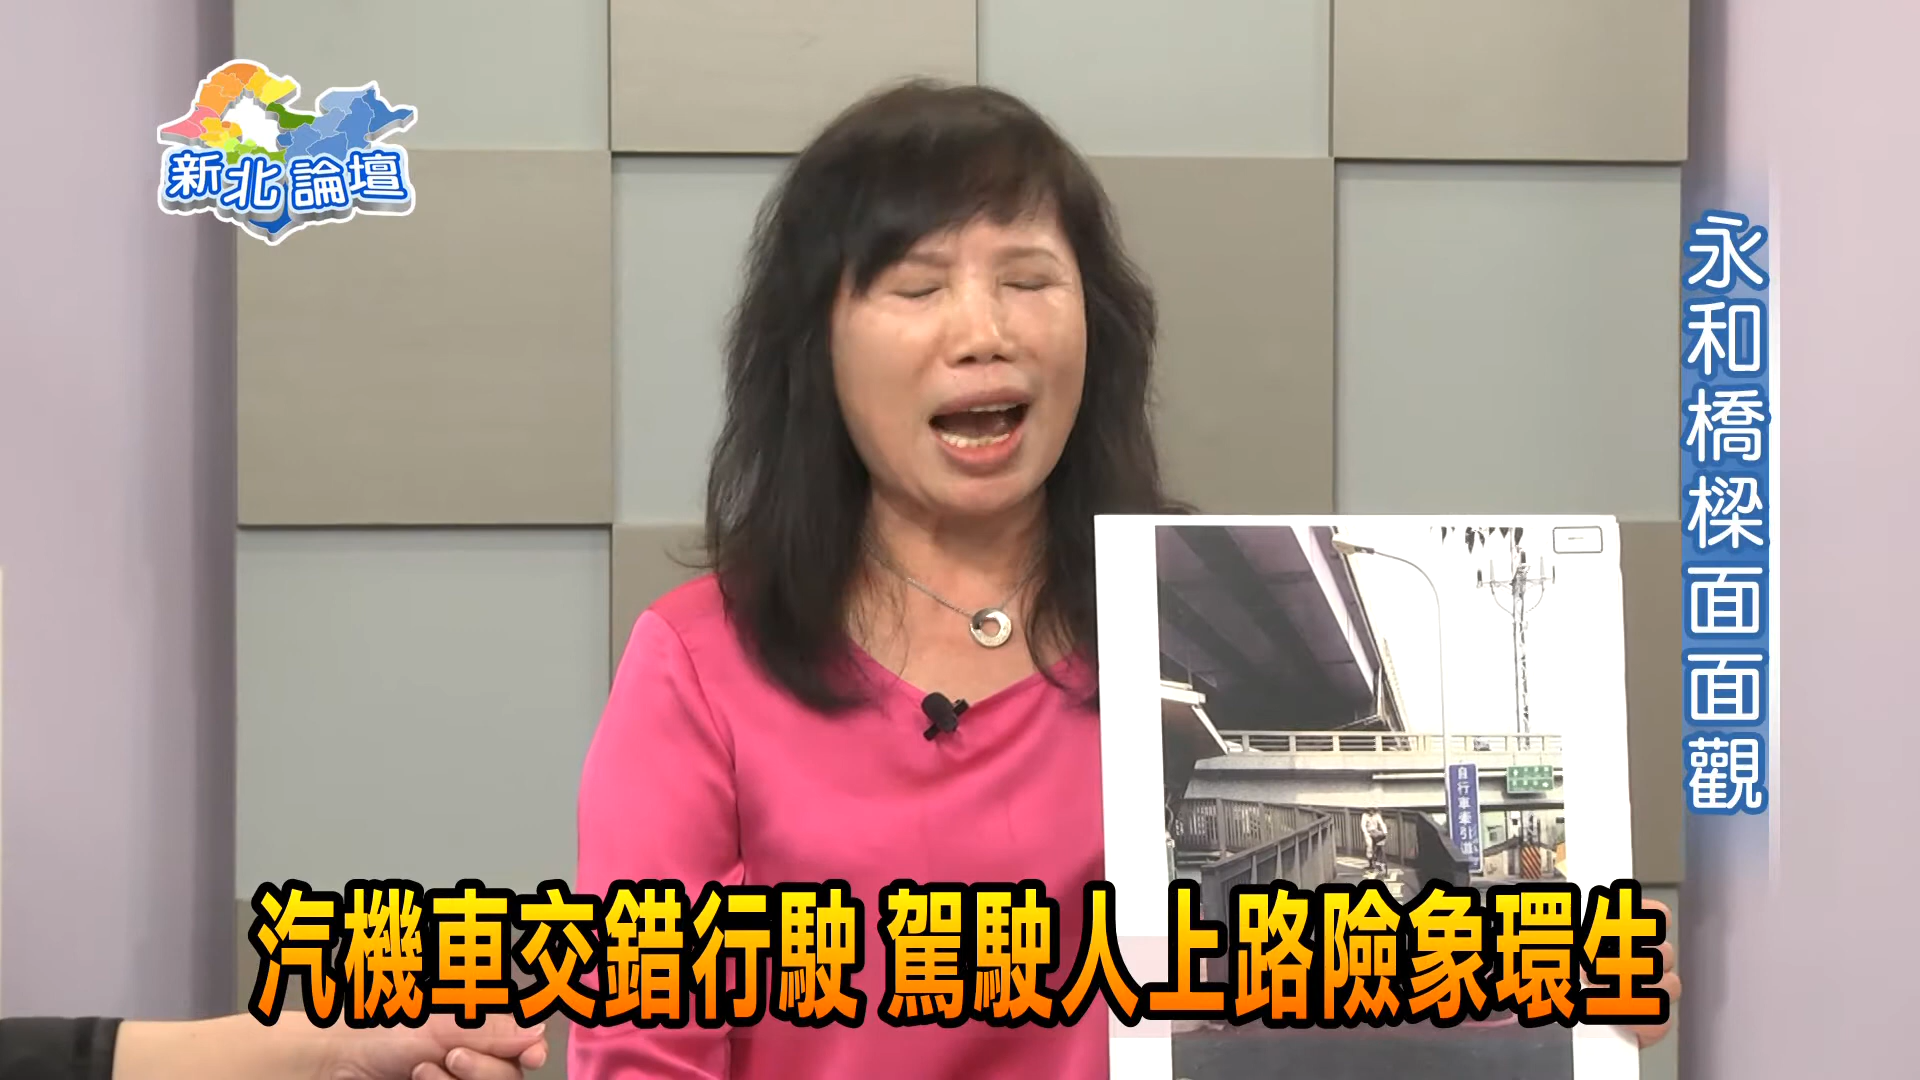 新北論壇
永和橋樑面面觀
自行車牽引道
汽機車交錯行駛 駕駛人上路險象環生